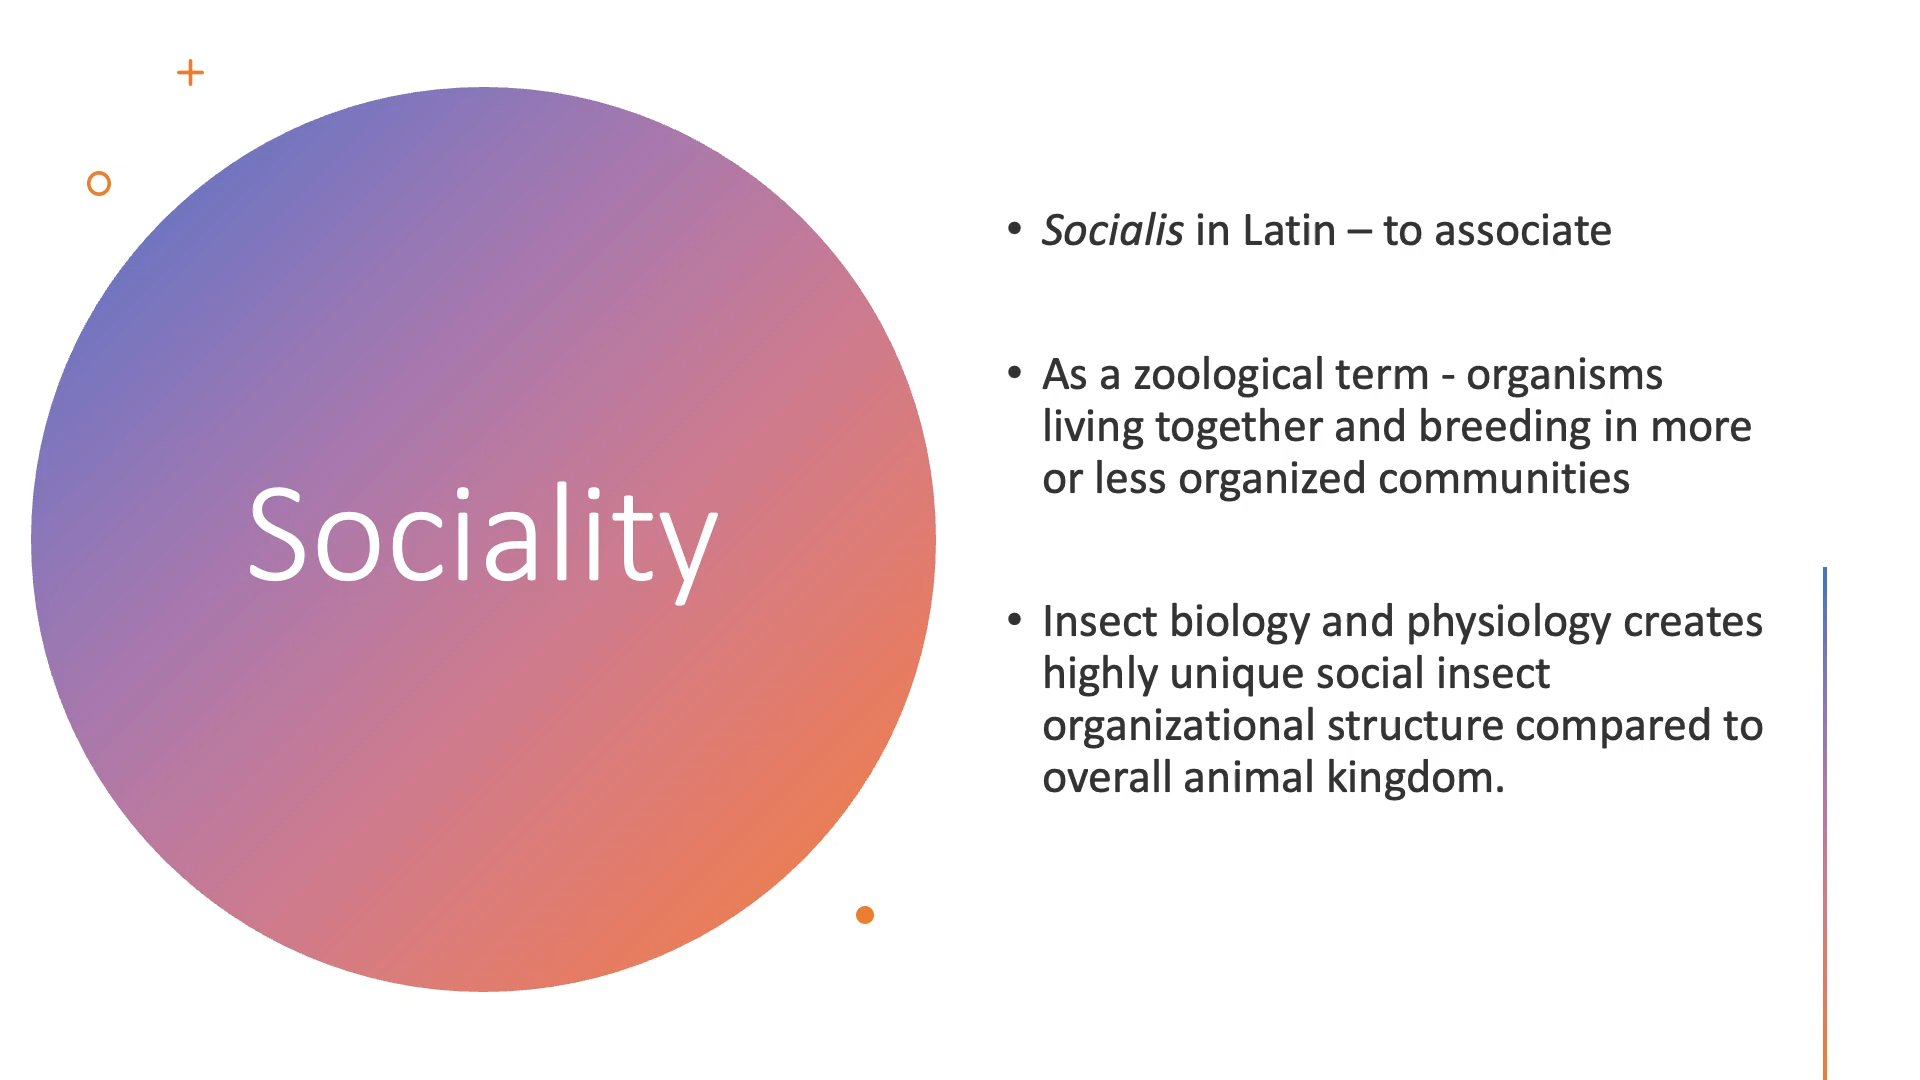 Sociality
• Socialis in Latin – to associate
• As a zoological term - organisms
living together and breeding in more
or less organized communities
• Insect biology and physiology creates
highly unique social insect
organizational structure compared to
overall animal kingdom.